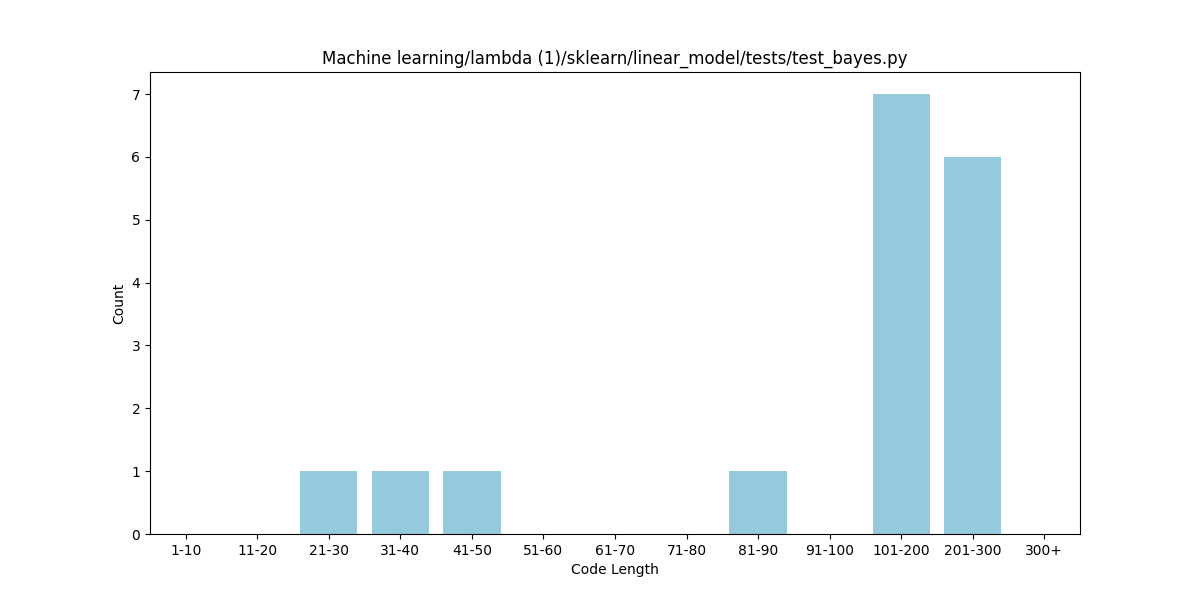 Machine learning/lambda (1)/sklearn/linear_model/tests/test_bayes.py
7
6
5
4
3
2
1
0
Count
1-10 11-20 21-30 31-40 41-50 51-60 61-70 71-80 81-90 91-100 101-200 201-300 300+
Code Length